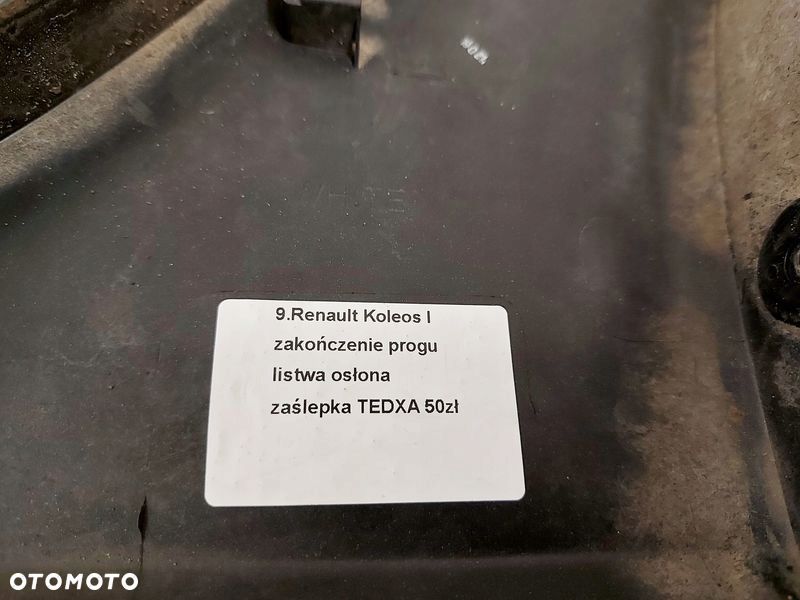 9.Renault Koleos I
zakończenie progu
listwa osłona
zaślepka TEDXA 50zł
OTOMOTO